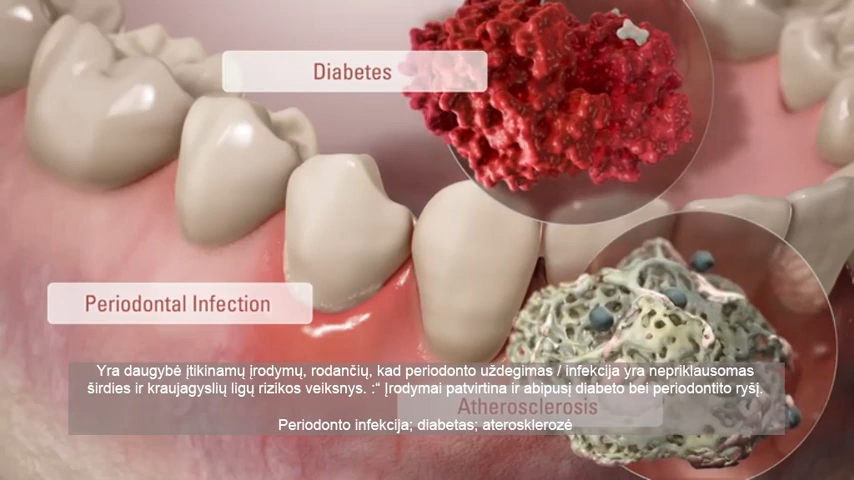 Diabetes
Periodontal Infection
Yra daugybė įtikinamų įrodymų, rodančių, kad periodonto uždegimas / infekcija yra nepriklausomas
širdies ir kraujagyslių ligų rizikos veiksnys. :“ Įrodymai patvirtina ir abipusį diabeto bei periodontito ryšį.
Atherosclerosis
Periodonto infekcija; diabetas; aterosklerozė